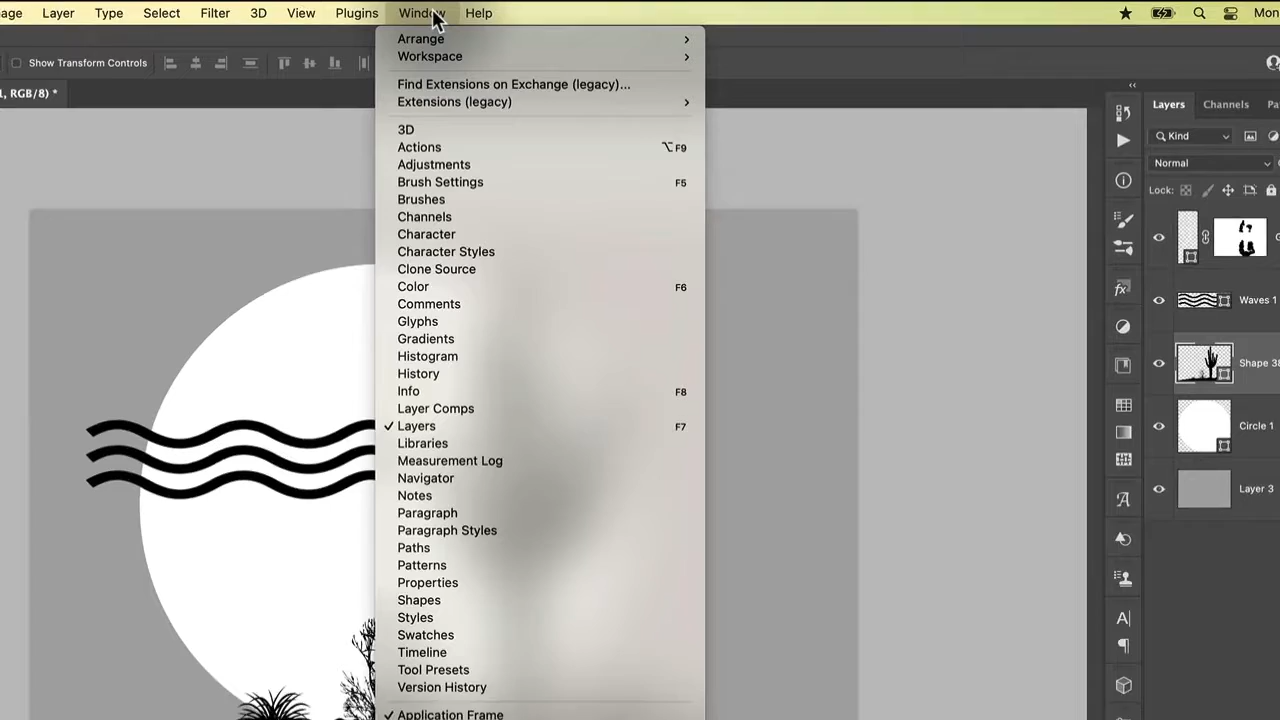 age Layer Type Select Filter 3D View Plugins Window Help Mon
Show Transform Controls
1, RGB/8) *
Arrange
Workspace
Find Extensions on Exchange (legacy)...
Extensions (legacy)
3D
Actions ⌥F9
Adjustments
Brush Settings F5
Brushes
Channels
Character
Character Styles
Clone Source
Color F6
Comments
Glyphs
Gradients
Histogram
History
Info F8
Layer Comps
Layers F7
Libraries
Measurement Log
Navigator
Notes
Paragraph
Paragraph Styles
Paths
Patterns
Properties
Shapes
Styles
Swatches
Timeline
Tool Presets
Version History
Application Frame
Layers Channels Pa
Kind
Normal
Lock:
Waves 1
Shape 38
Circle 1
Layer 3